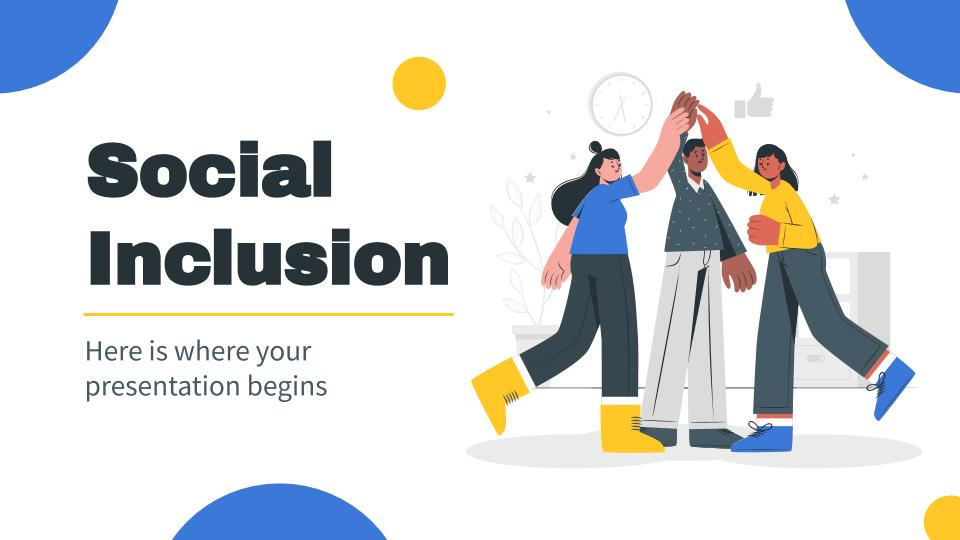 Social
Inclusion
Here is where your
presentation begins